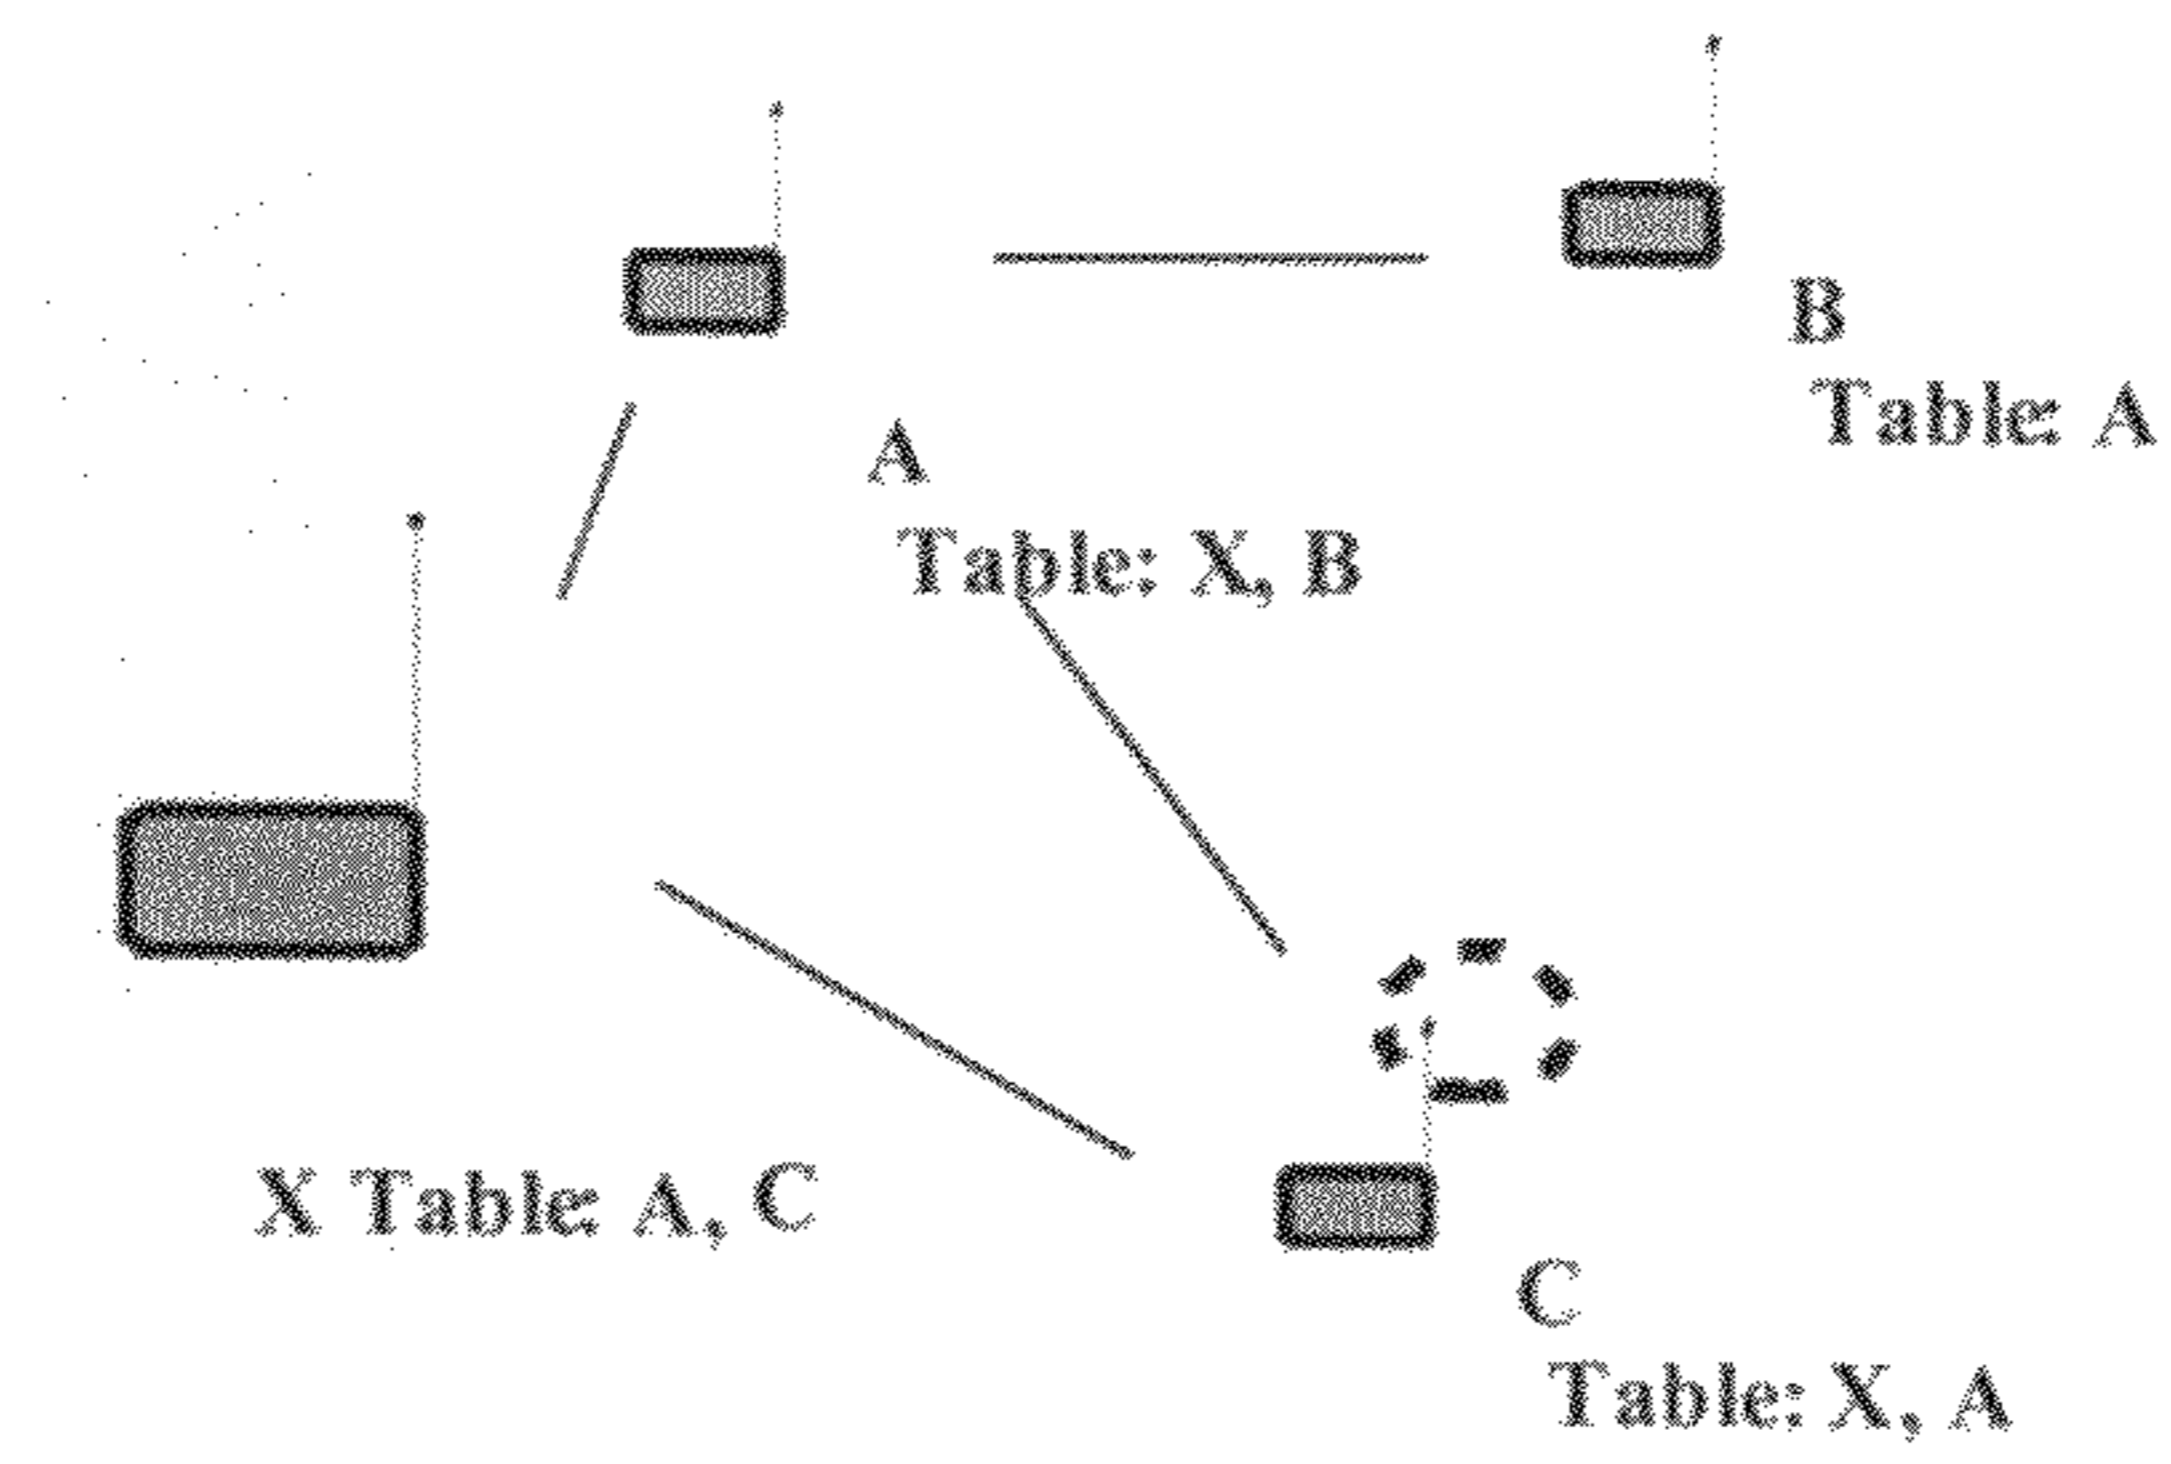 B
Table: A
A
Table: X, B
X Table: A, C
C
Table: X, A